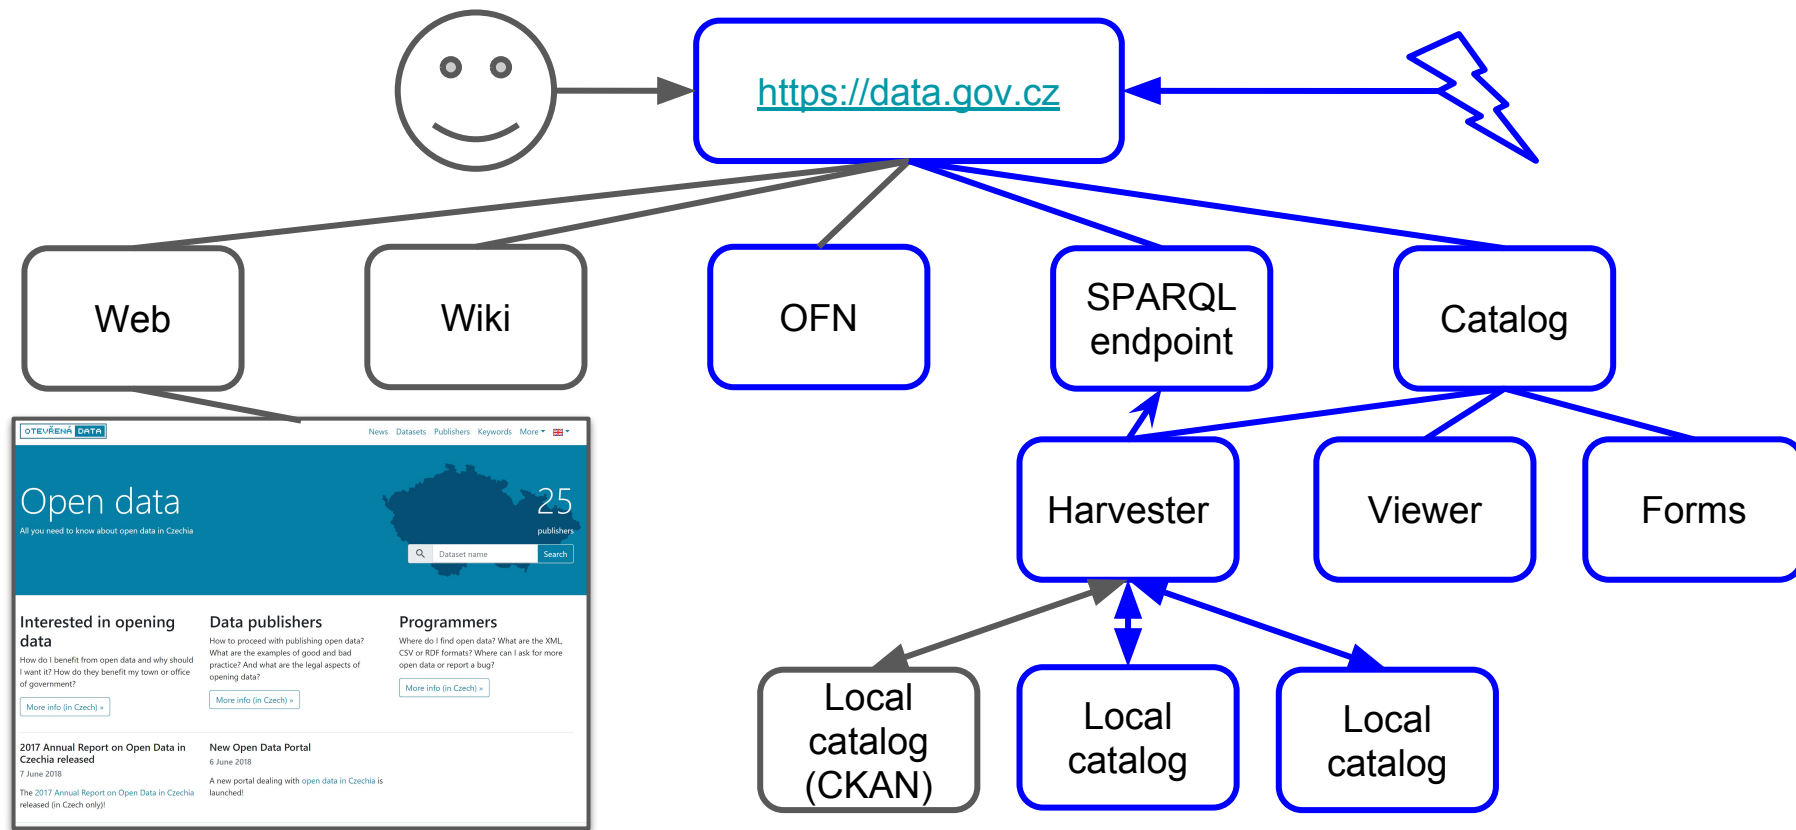 https://data.gov.cz
Web
Wiki
OFN
SPARQL
endpoint
Catalog
OTEVŘENÁ DATA
News Datasets Publishers Keywords More
Open data
All you need to know about open data in Czechia
25
publishers
Dataset name Search
Interested in opening
data
How do I benefit from open data and why should
I want it? How do they benefit my town or office
of government?
More info (in Czech) »
Data publishers
How to proceed with publishing open data?
What are the examples of good and bad
practice? And what are the legal aspects of
opening data?
More info (in Czech) »
Programmers
Where do I find open data? What are the XML,
CSV or RDF formats? Where can I ask for more
open data or report a bug?
More info (in Czech) »
2017 Annual Report on Open Data in
Czechia released
7 June 2018
The 2017 Annual Report on Open Data in Czechia
released (in Czech only)!
New Open Data Portal
6 June 2018
A new portal dealing with open data in Czechia is
launched!
Harvester
Viewer
Forms
Local
catalog
(CKAN)
Local
catalog
Local
catalog